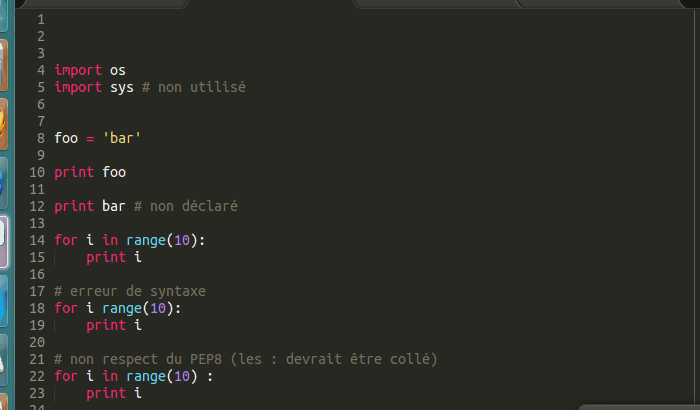 1
2
3
4 import os
5 import sys # non utilisé
6
7
8 foo = 'bar'
9
10 print foo
11
12 print bar # non déclaré
13
14 for i in range(10):
15     print i
16
17 # erreur de syntaxe
18 for i range(10):
19     print i
20
21 # non respect du PEP8 (les : devrait être collé)
22 for i in range(10) :
23     print i
24